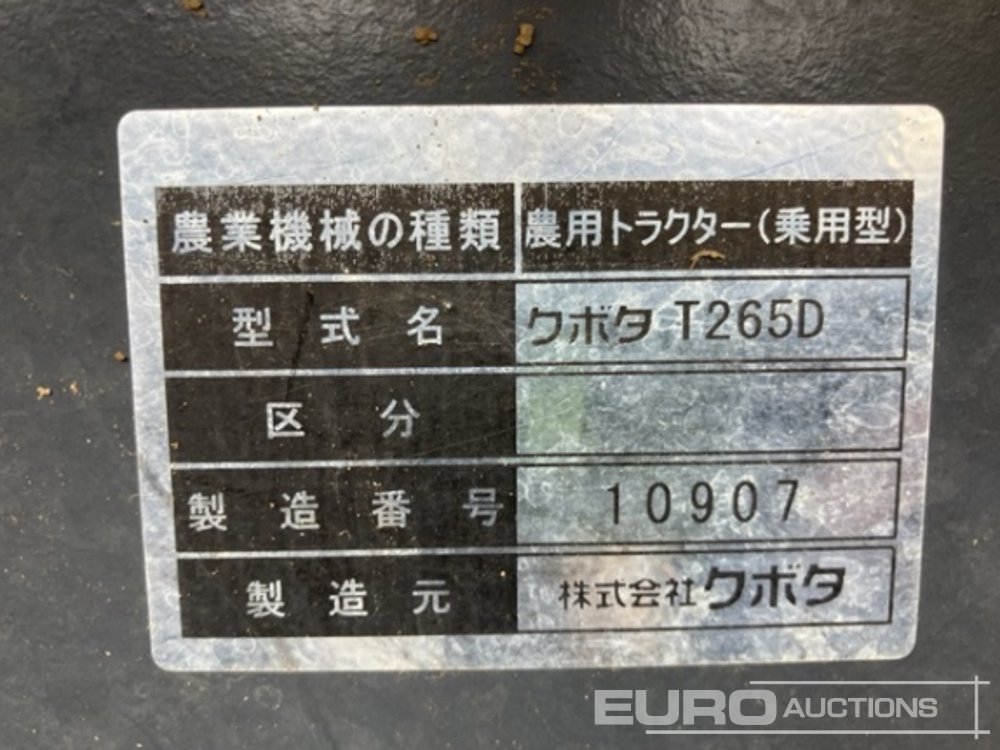 農業機械の種類 農用トラクター(乗用型)
型式名 クボタ T265D
区分
製造番号 10907
製造元 株式会社クボタ
EURO AUCTIONS